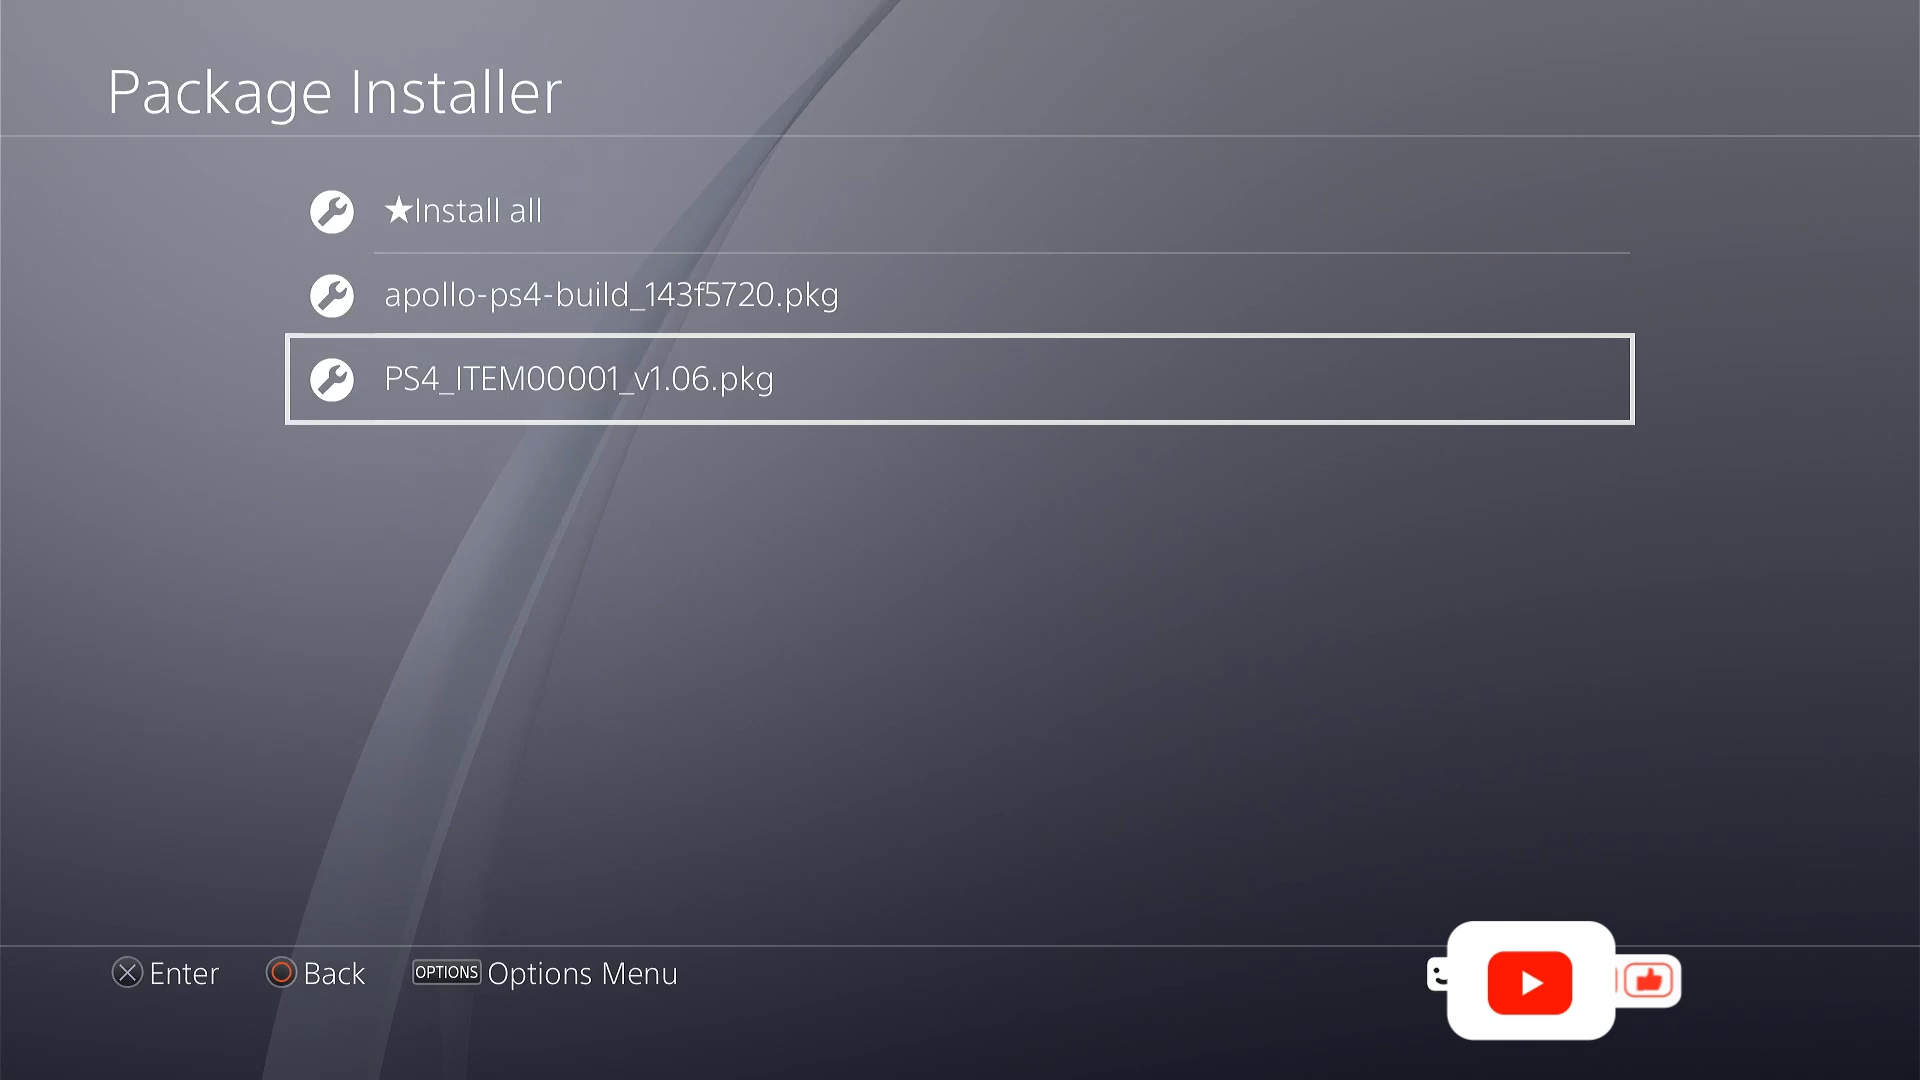 Package Installer
★Install all
apollo-ps4-build_143f5720.pkg
PS4_ITEM00001_v1.06.pkg
Enter
Back
OPTIONS Options Menu